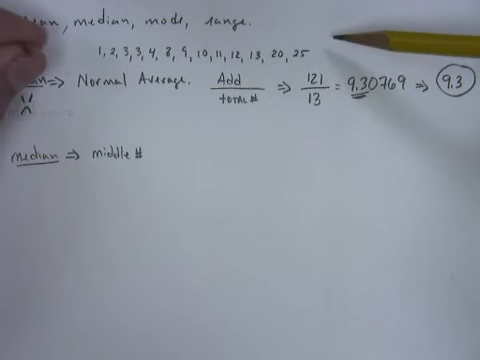 median, mode, range.
1, 2, 3, 3, 4, 8, 9, 10, 11, 12, 13, 20, 25
⇒ Normal Average. Add / TOTAL # ⇒ 121 / 13 = 9.30769 ⇒ 9.3
median ⇒ middle #